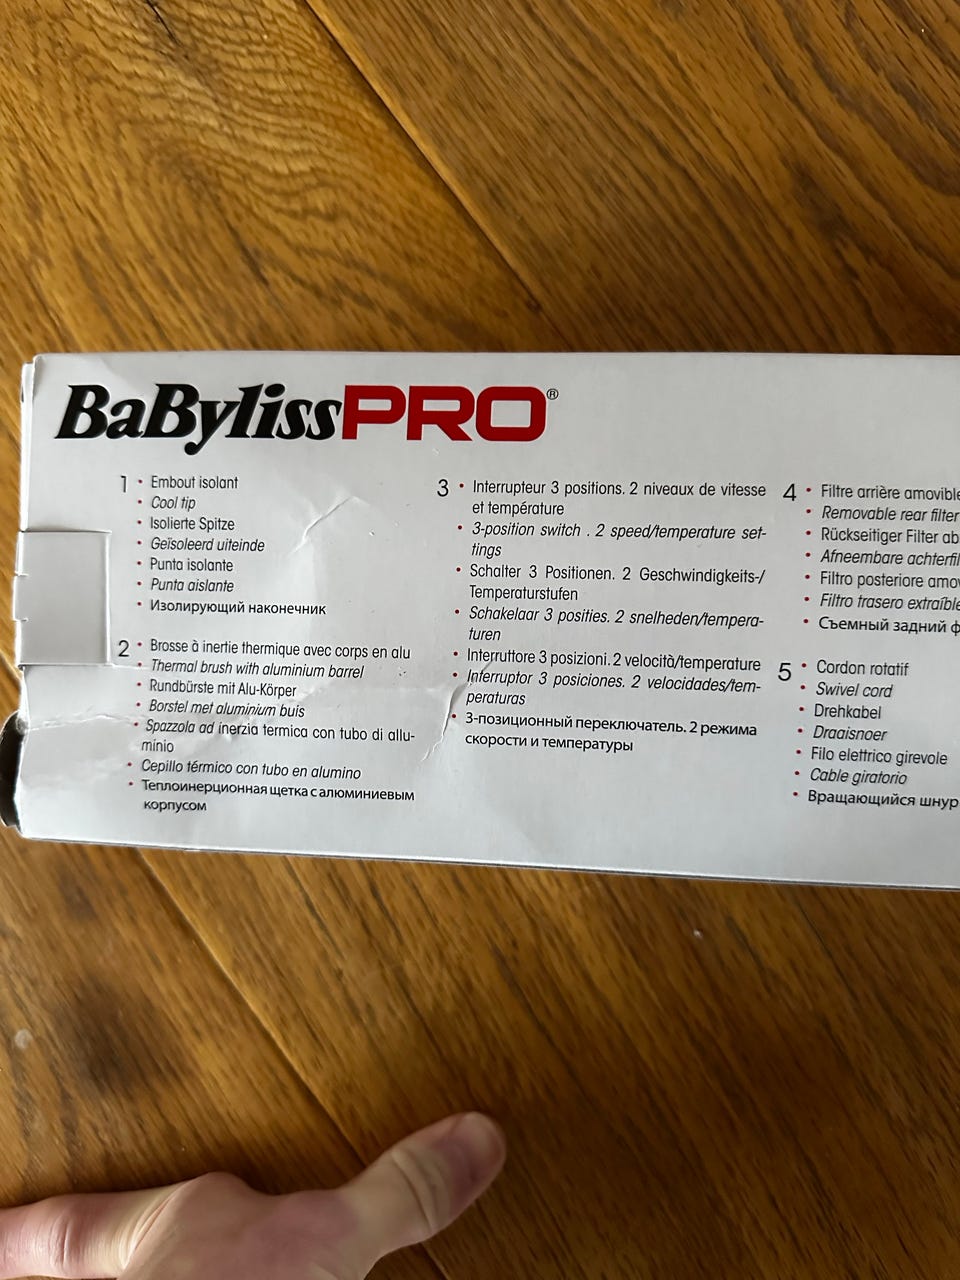 BaByliss PRO®
1 • Embout isolant
• Cool tip
• Isolierte Spitze
• Geïsoleerd uiteinde
• Punta isolante
• Punta aislante
• Изолирующий наконечник
2 • Brosse à inertie thermique avec corps en alu
• Thermal brush with aluminium barrel
• Rundbürste mit Alu-Körper
• Borstel met aluminium buis
• Spazzola ad inerzia termica con tubo di allu-
minio
• Cepillo térmico con tubo en alumino
• Теплоинерционная щетка с алюминиевым
корпусом
3 • Interrupteur 3 positions. 2 niveaux de vitesse
et température
• 3-position switch . 2 speed/temperature set-
tings
• Schalter 3 Positionen. 2 Geschwindigkeits-/
Temperaturstufen
• Schakelaar 3 posities. 2 snelheden/tempera-
turen
• Interruttore 3 posizioni. 2 velocità/temperature
• Inferruptor 3 posiciones. 2 velocidades/tem-
peraturas
• 3-позиционный переключатель. 2 режима
скорости и температуры
4 • Filtre arrière amovible
• Removable rear filter
• Rückseitiger Filter ab
• Afneembare achterfil
• Filtro posteriore amov
• Filtro trasero extraíble
• Съемный задний ф
5 • Cordon rotatif
• Swivel cord
• Drehkabel
• Draaisnoer
• Filo elettrico girevole
• Cable giratorio
• Вращающийся шнур